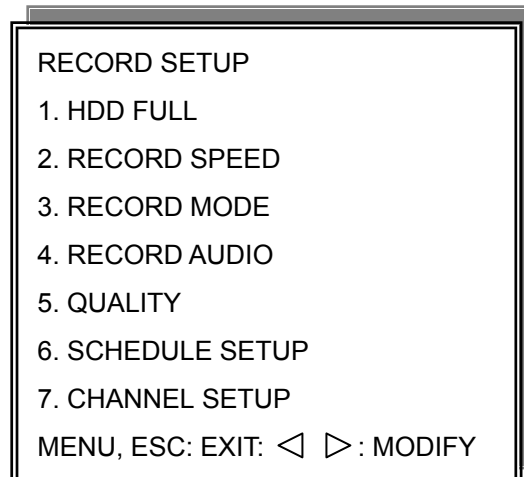 RECORD SETUP
1. HDD FULL
2. RECORD SPEED
3. RECORD MODE
4. RECORD AUDIO
5. QUALITY
6. SCHEDULE SETUP
7. CHANNEL SETUP
MENU, ESC: EXIT: ◁ ▷ : MODIFY